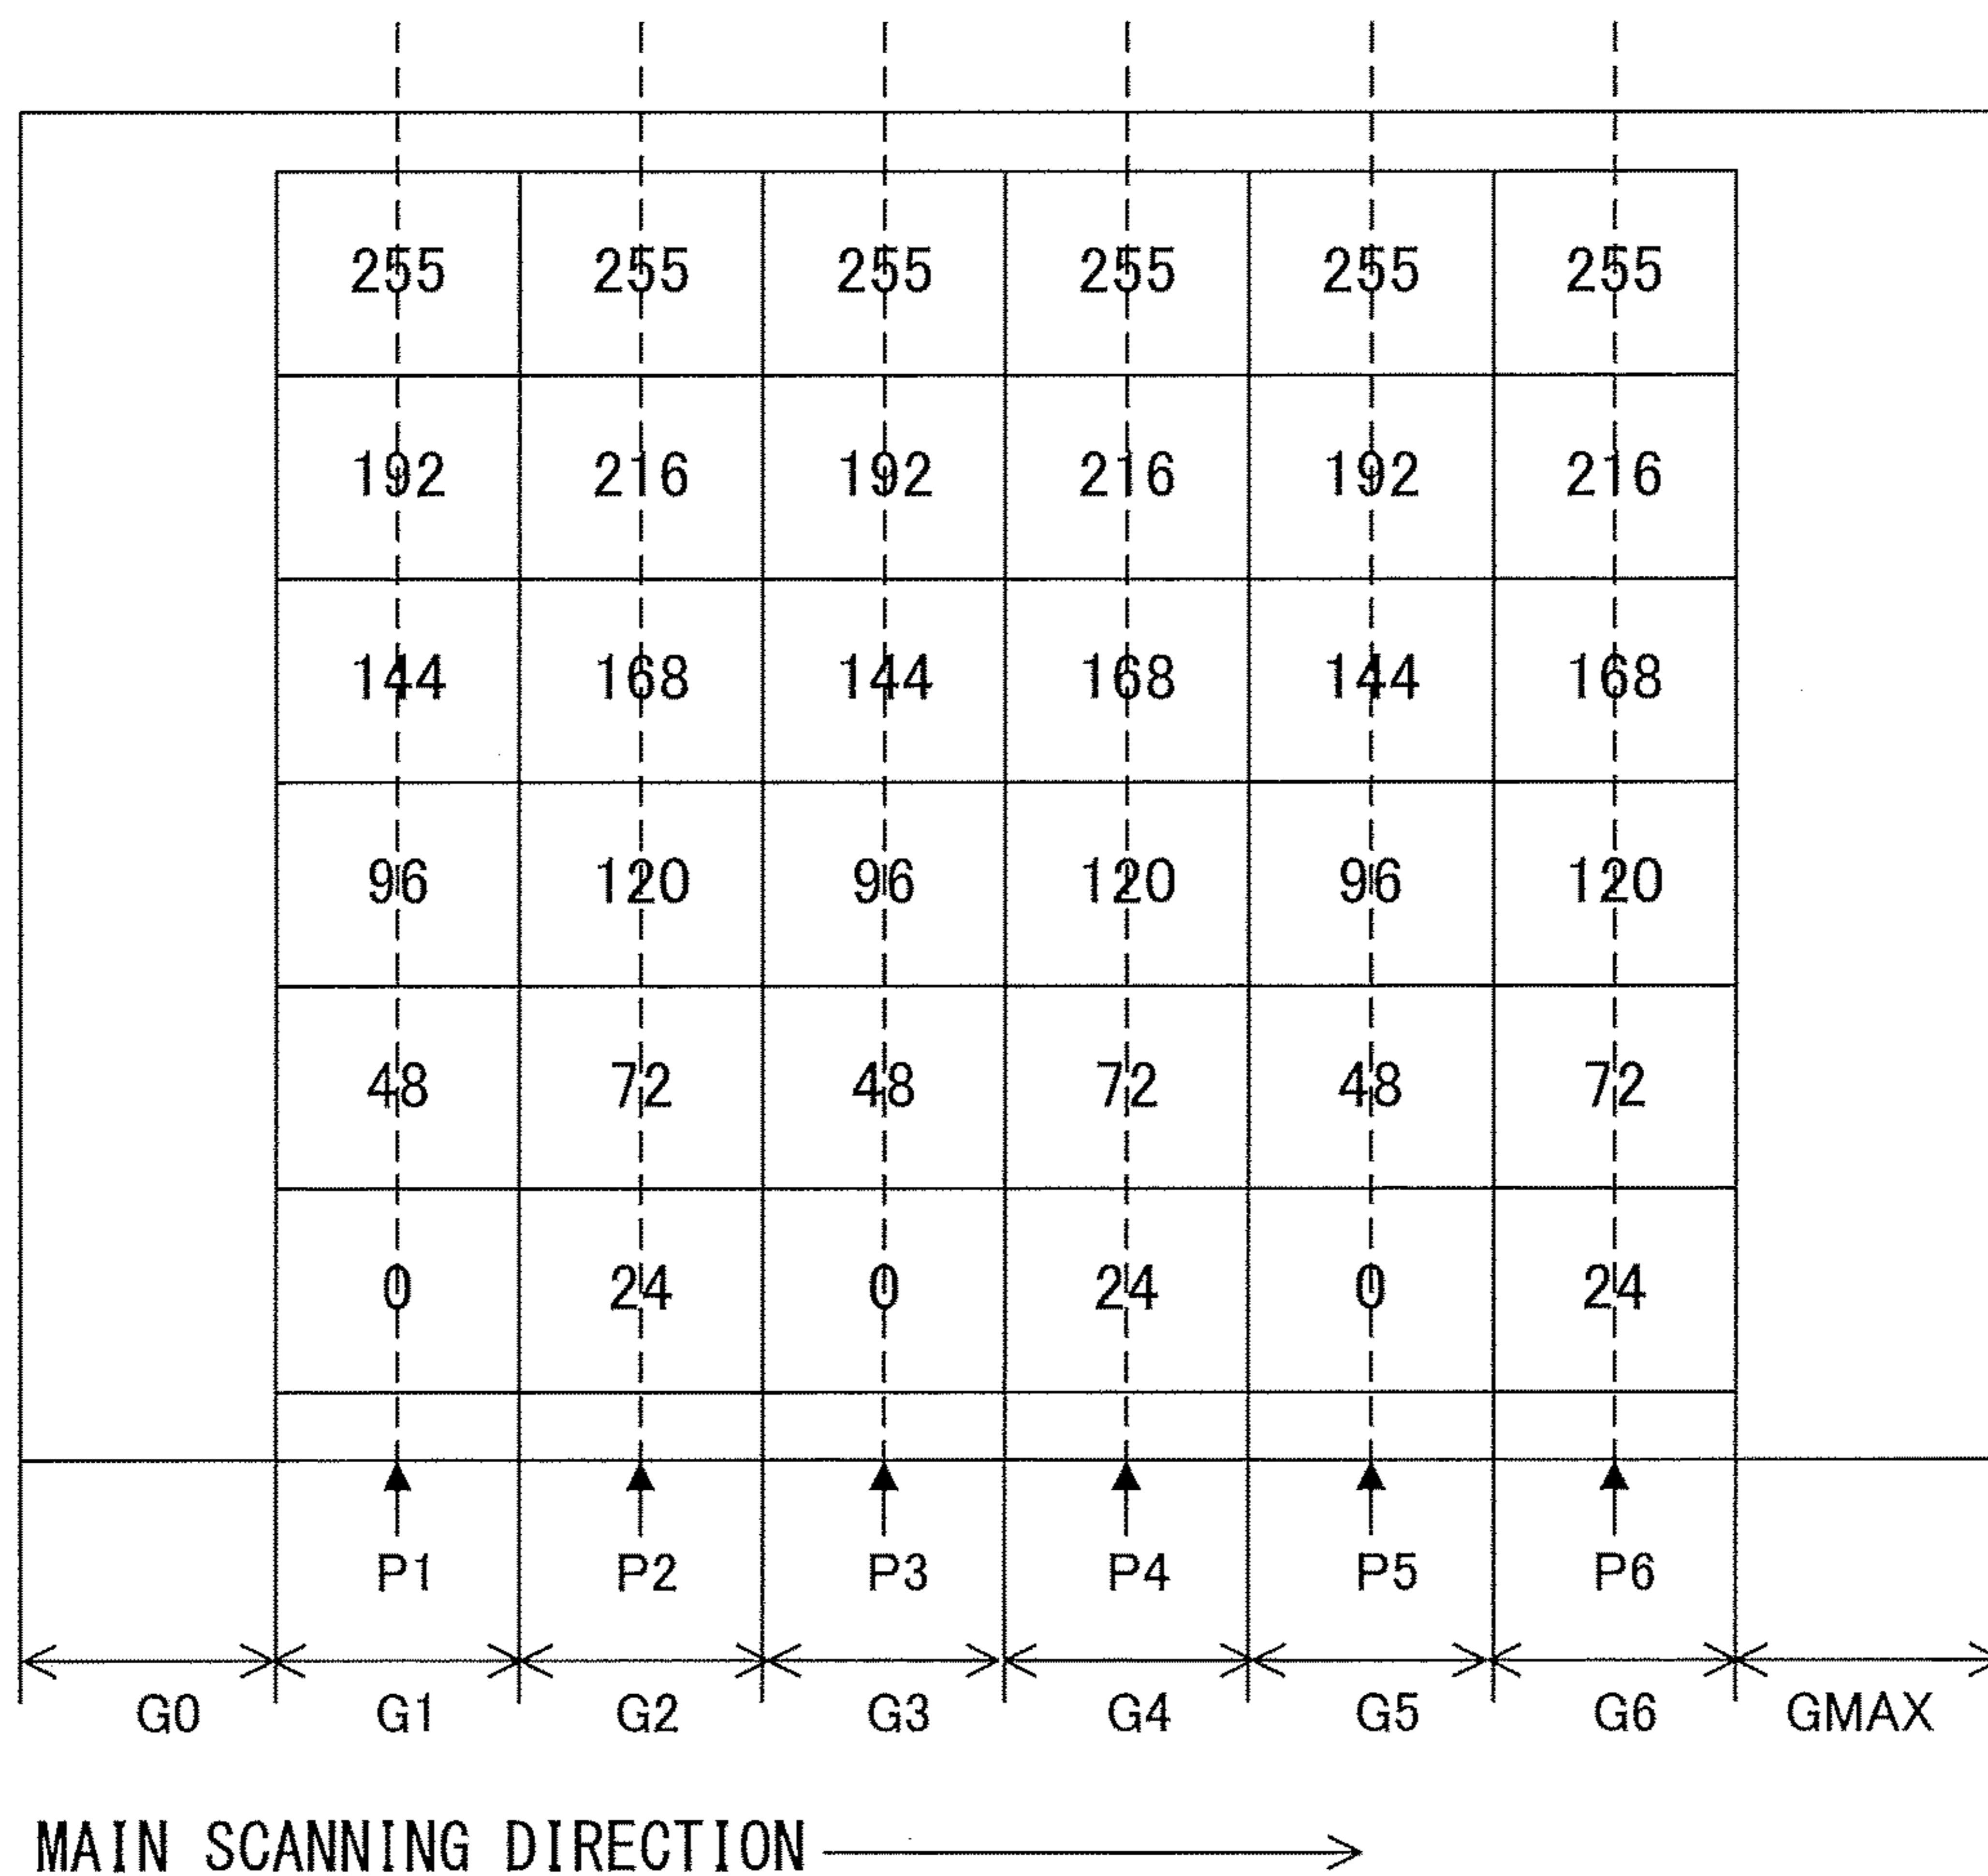 255 255 255 255 255 255
192 216 192 216 192 216
144 168 144 168 144 168
96 120 96 120 96 120
48 72 48 72 48 72
0 24 0 24 0 24
P1 P2 P3 P4 P5 P6
G0 G1 G2 G3 G4 G5 G6 GMAX
MAIN SCANNING DIRECTION